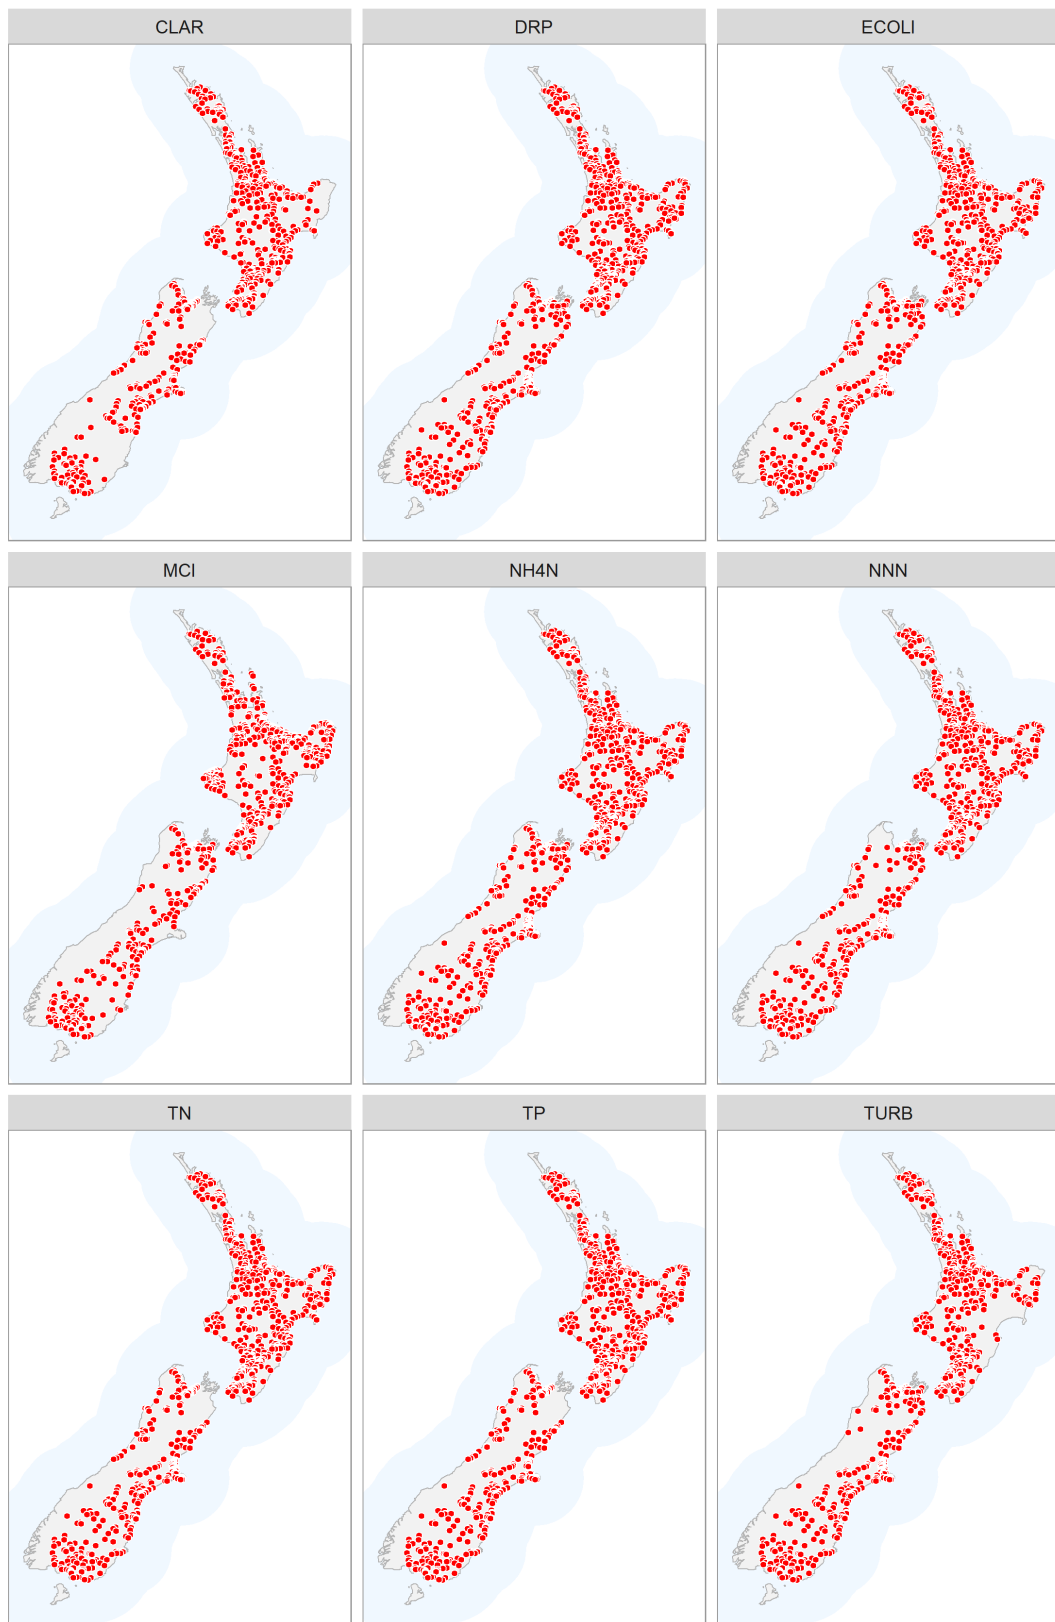 CLAR
DRP
ECOLI
MCI
NH4N
NNN
TN
TP
TURB